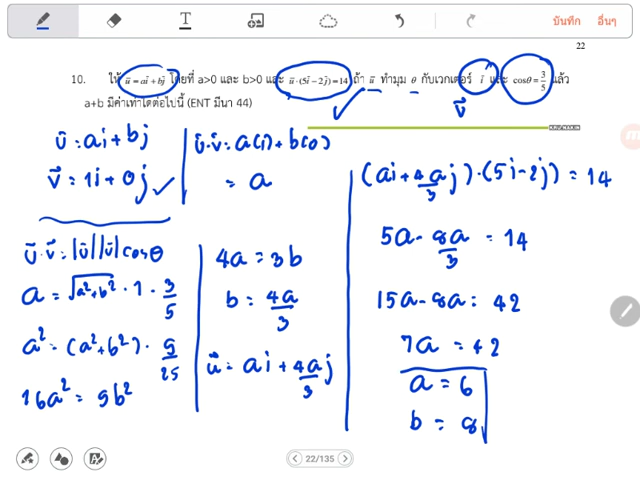 บันทึก อื่นๆ
22
10. ให้ ū = aī + bj̄ โดยที่ a>0 และ b>0 และ ū·(5ī−2j̄)=14 ถ้า ū ทำมุม θ กับเวกเตอร์ ī และ cosθ = 3/5 แล้ว
a+b มีค่าเท่าใดต่อไปนี้ (ENT มีนา 44)
v⃗
ū = ai + bj
v⃗ = 1i + 0j
ū·v⃗ = |ū||v̄| cosθ
a = √a²+b² · 1 · 3/5
a² = (a²+b²) · 9/25
16a² = 9b²
ū·v⃗ = a(1) + b(0)
= a
4a = 3b
b = 4a/3
u⃗ = ai + 4a/3 j
(ai + 4a/3 j)·(5i−2j) = 14
5a − 8a/3 = 14
15a − 8a = 42
7a = 42
a = 6
b = 8
22/135